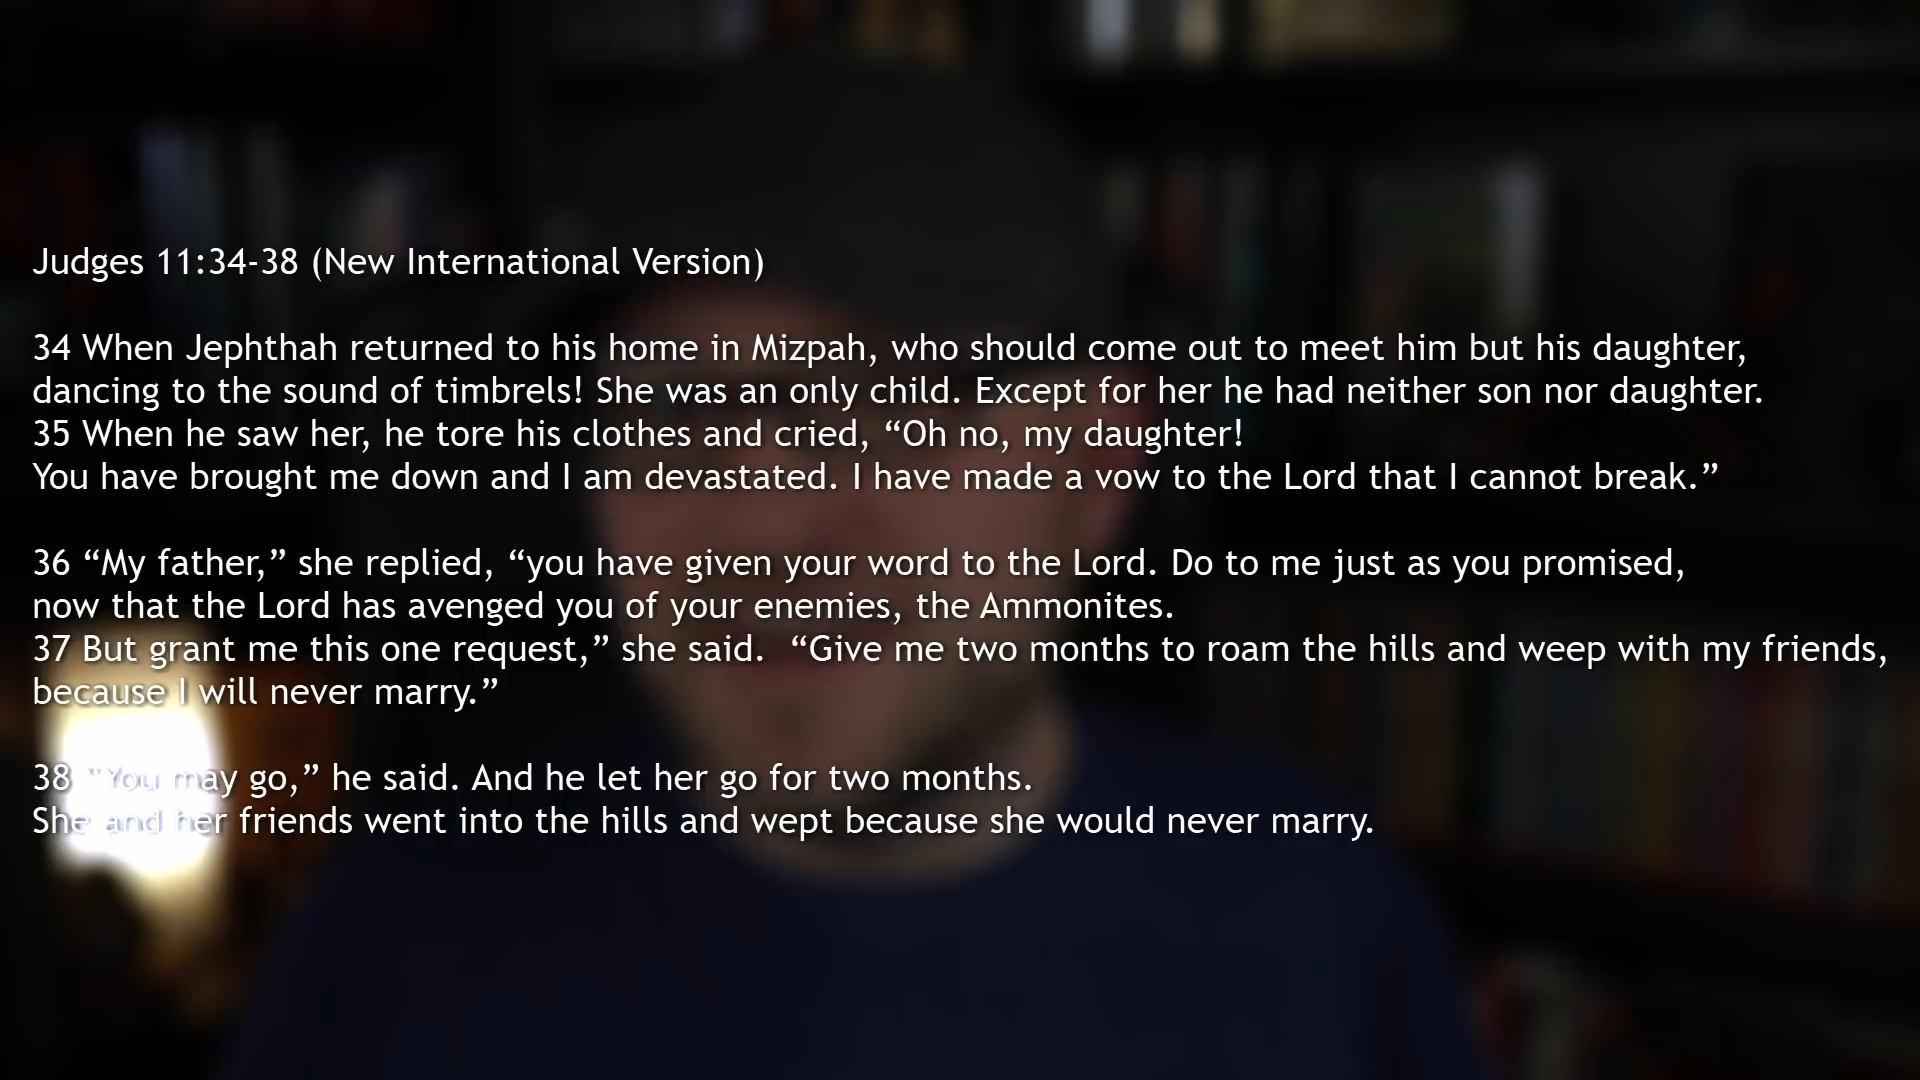 Judges 11:34-38 (New International Version)
34 When Jephthah returned to his home in Mizpah, who should come out to meet him but his daughter,
dancing to the sound of timbrels! She was an only child. Except for her he had neither son nor daughter.
35 When he saw her, he tore his clothes and cried, “Oh no, my daughter!
You have brought me down and I am devastated. I have made a vow to the Lord that I cannot break.”
36 “My father,” she replied, “you have given your word to the Lord. Do to me just as you promised,
now that the Lord has avenged you of your enemies, the Ammonites.
37 But grant me this one request,” she said.  “Give me two months to roam the hills and weep with my friends,
because I will never marry.”
38 “You may go,” he said. And he let her go for two months.
She and her friends went into the hills and wept because she would never marry.